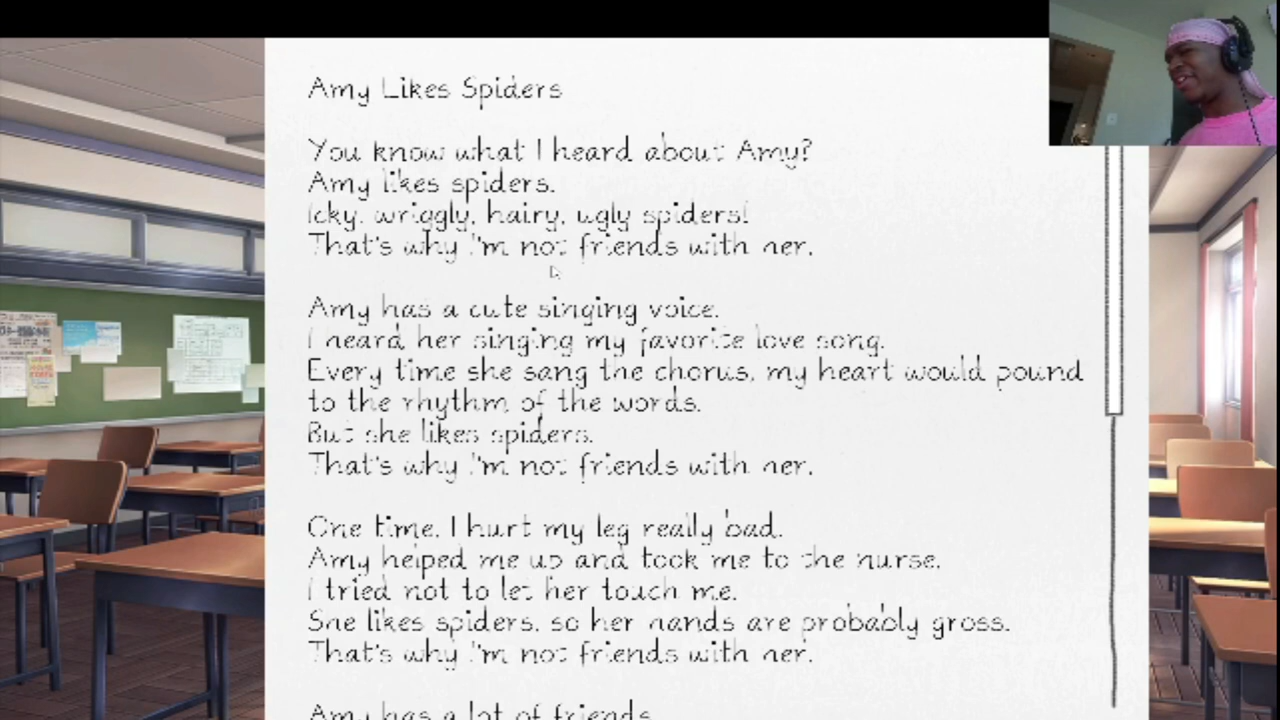 Amy Likes Spiders
You know what I heard about Amy?
Amy likes spiders.
Icky, wriggly, hairy, ugly spiders!
That's why I'm not friends with her.
Amy has a cute singing voice.
I heard her singing my favorite love song.
Every time she sang the chorus, my heart would pound
to the rhythm of the words.
But she likes spiders.
That's why I'm not friends with her.
One time, I hurt my leg really bad.
Amy helped me up and took me to the nurse.
I tried not to let her touch me.
She likes spiders, so her hands are probably gross.
That's why I'm not friends with her.
Amy has a lot of friends.